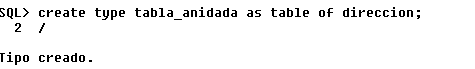 SQL> create type tabla_anidada as table of direccion;
2 /
Tipo creado.